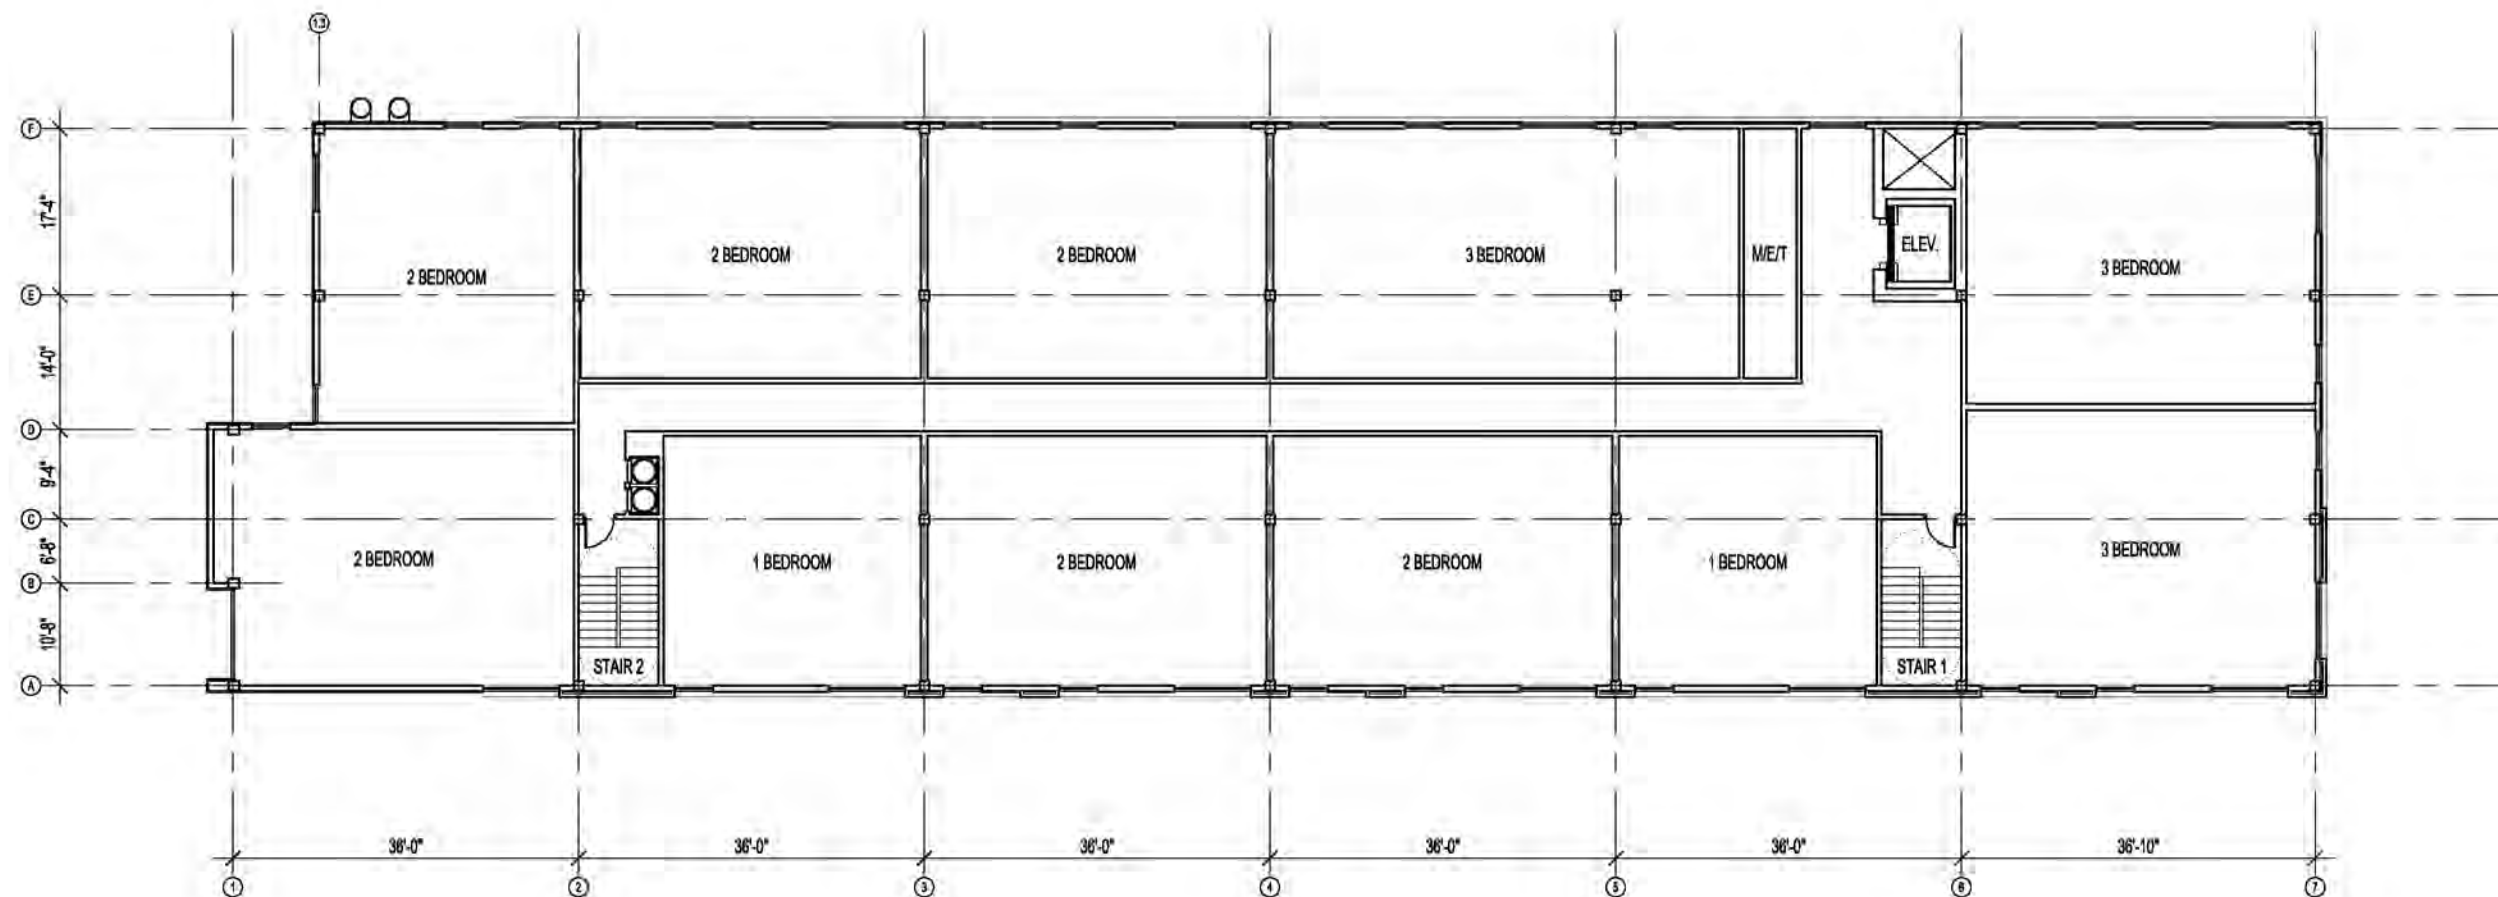 1.3
F
17'-4"
2 BEDROOM
2 BEDROOM
2 BEDROOM
3 BEDROOM
M/E/T
ELEV.
3 BEDROOM
E
14'-0"
D
9'-4"
C
6'-8"
B
10'-8"
A
2 BEDROOM
STAIR 2
1 BEDROOM
2 BEDROOM
2 BEDROOM
1 BEDROOM
STAIR 1
3 BEDROOM
36'-0"
36'-0"
36'-0"
36'-0"
36'-0"
36'-10"
1
2
3
4
5
6
7